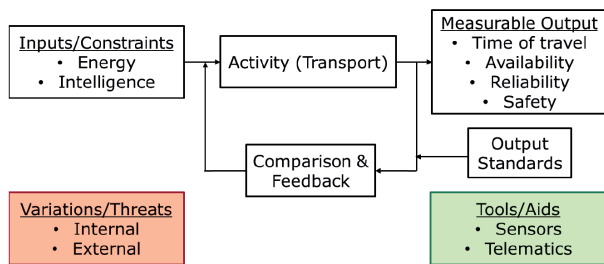 Inputs/Constraints
• Energy
• Intelligence
Activity (Transport)
Measurable Output
• Time of travel
• Availability
• Reliability
• Safety
Comparison &
Feedback
Output
Standards
Variations/Threats
• Internal
• External
Tools/Aids
• Sensors
• Telematics